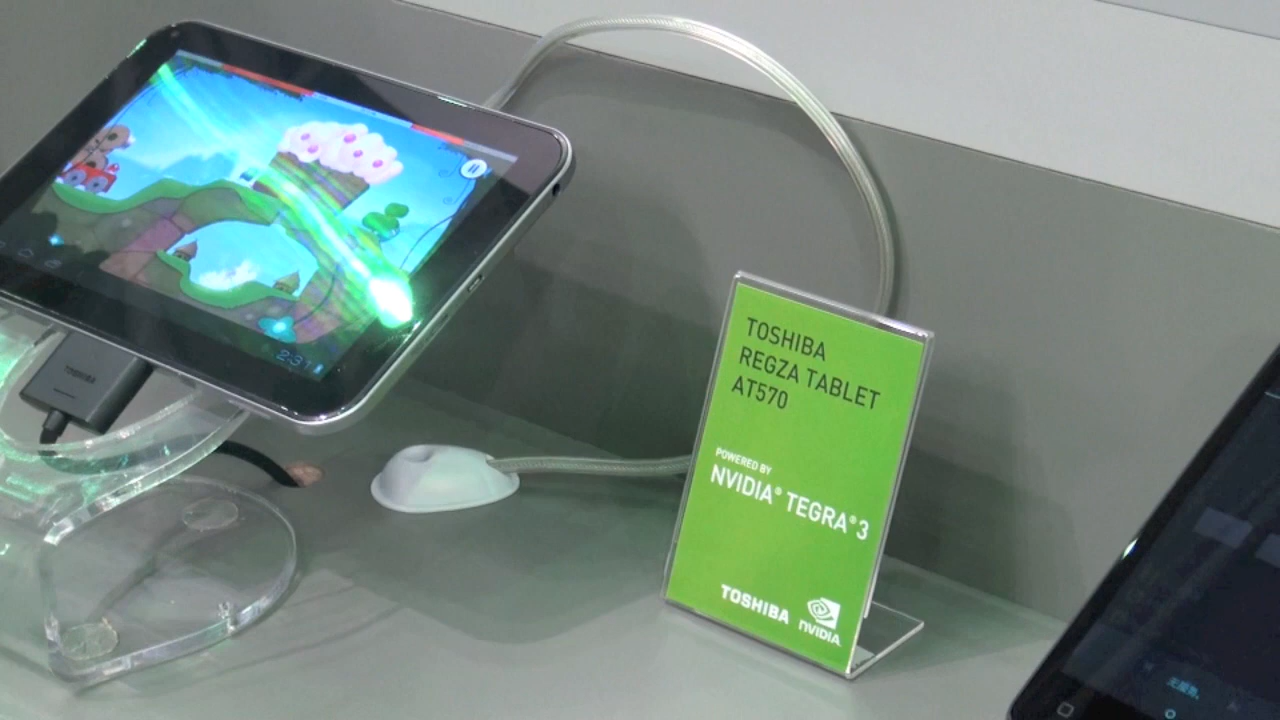 TOSHIBA
REGZA TABLET
AT570
POWERED BY
NVIDIA® TEGRA® 3
TOSHIBA
NVIDIA
TOSHIBA
2:31